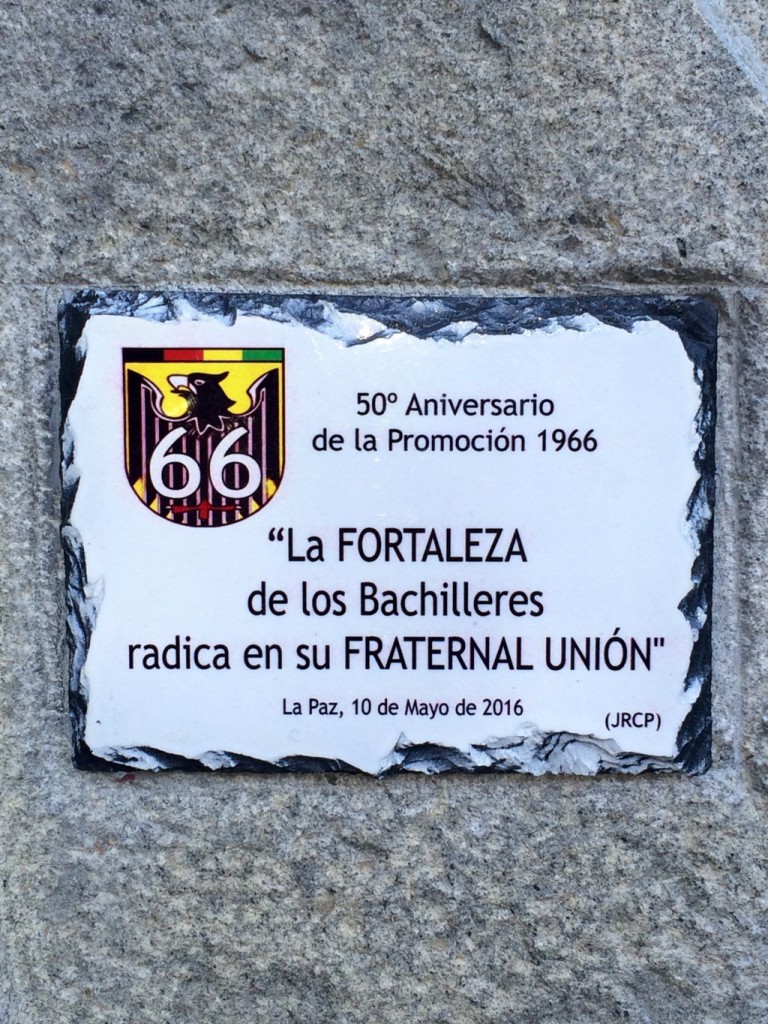 66
50º Aniversario
de la Promoción 1966
“La FORTALEZA
de los Bachilleres
radica en su FRATERNAL UNIÓN"
La Paz, 10 de Mayo de 2016
(JRCP)